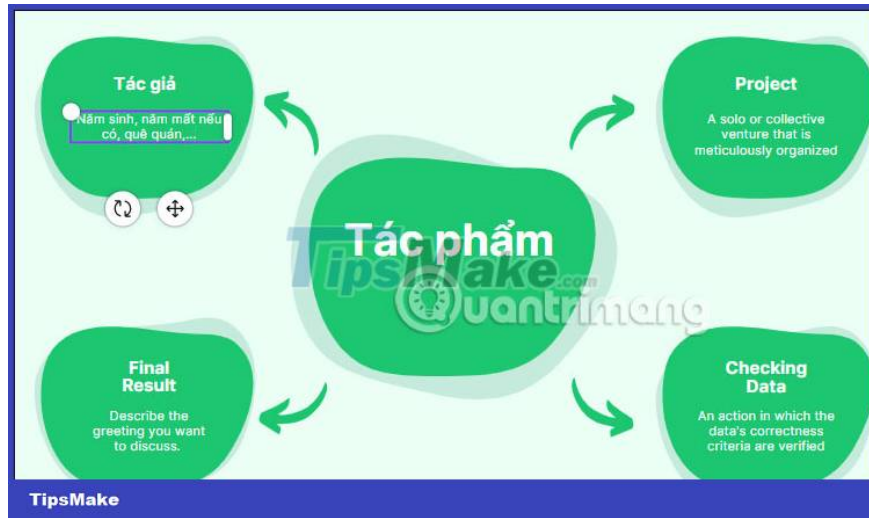 Tác giả
Năm sinh, năm mất nếu
có, quê quán,...
Project
A solo or collective
venture that is
meticulously organized
Tác phẩm
TipsMake.com
Quantrimang
Final
Result
Describe the
greeting you want
to discuss.
Checking
Data
An action in which the
data's correctness
criteria are verified
TipsMake